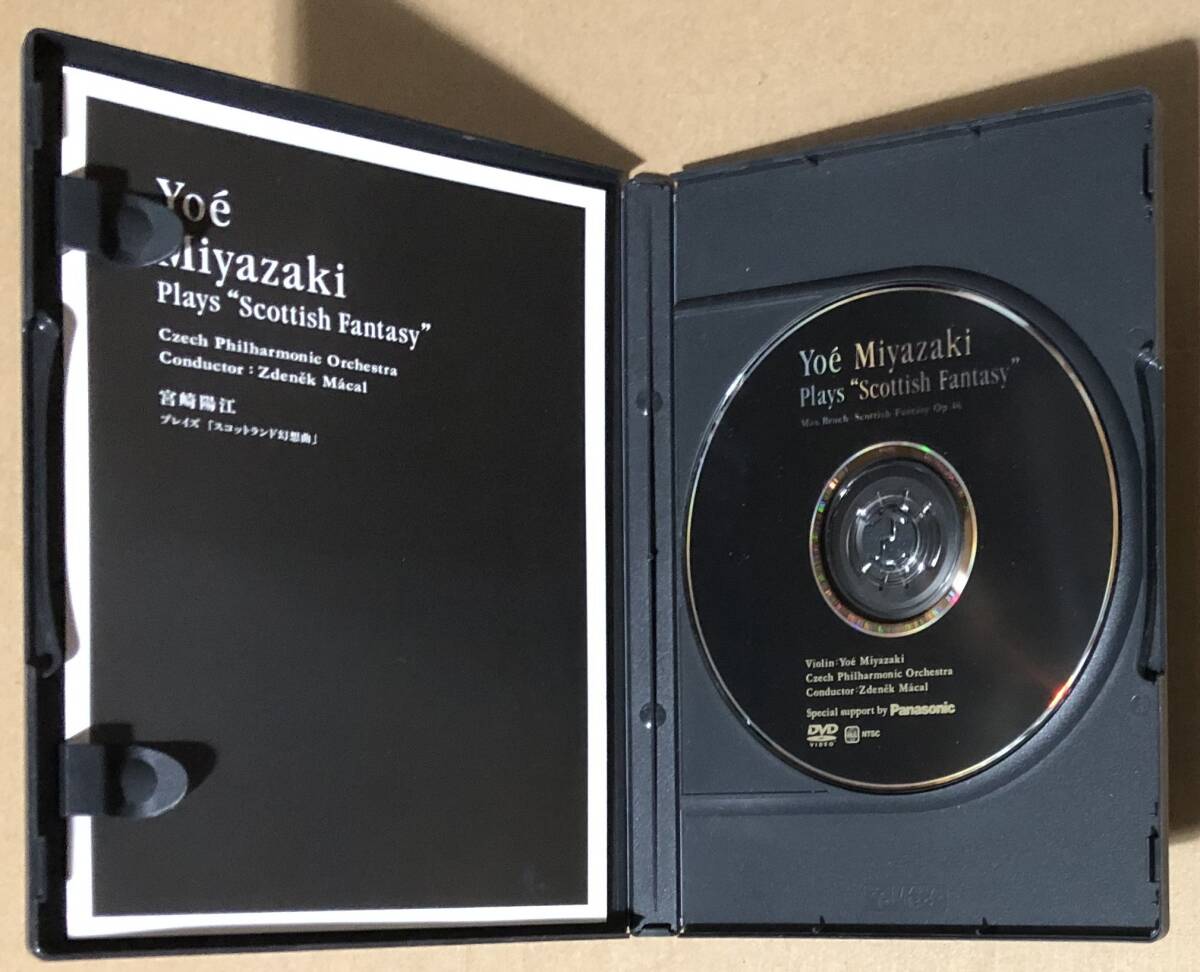 Yoé
Miyazaki
Plays “Scottish Fantasy”
Czech Philharmonic Orchestra
Conductor : Zdeněk Mácal
宮崎陽江
プレイズ 「スコットランド幻想曲」
Yoé Miyazaki
Plays “Scottish Fantasy”
Max Bruch Scottish Fantasy Op.46
Violin:Yoé Miyazaki
Czech Philharmonic Orchestra
Conductor:Zdeněk Mácal
Special support by Panasonic
DVD
VIDEO
NTSC